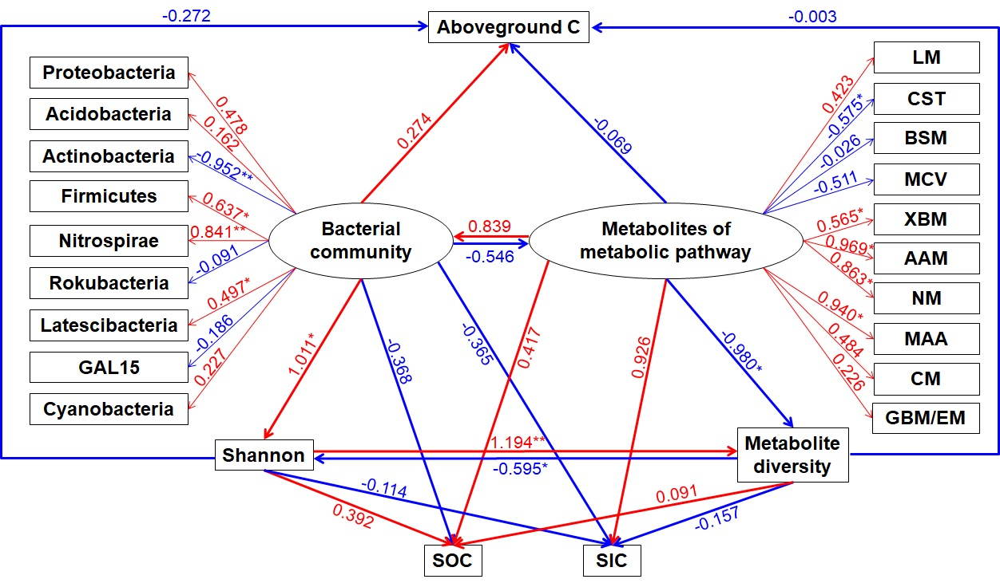 -0.272
-0.003
Aboveground C
Proteobacteria
Acidobacteria
Actinobacteria
Firmicutes
Nitrospirae
Rokubacteria
Latescibacteria
GAL15
Cyanobacteria
0.478
0.162
-0.952**
0.637*
0.841**
-0.091
0.497*
-0.186
0.227
0.274
-0.069
Bacterial
community
0.839
-0.546
Metabolites of
metabolic pathway
0.423
-0.575*
-0.026
-0.511
0.565*
0.969*
0.863*
0.940*
0.484
0.226
LM
CST
BSM
MCV
XBM
AAM
NM
MAA
CM
GBM/EM
1.011*
-0.368
-0.365
0.417
0.926
-0.980*
Shannon
1.194**
-0.595*
Metabolite
diversity
0.392
-0.114
0.091
-0.157
SOC
SIC